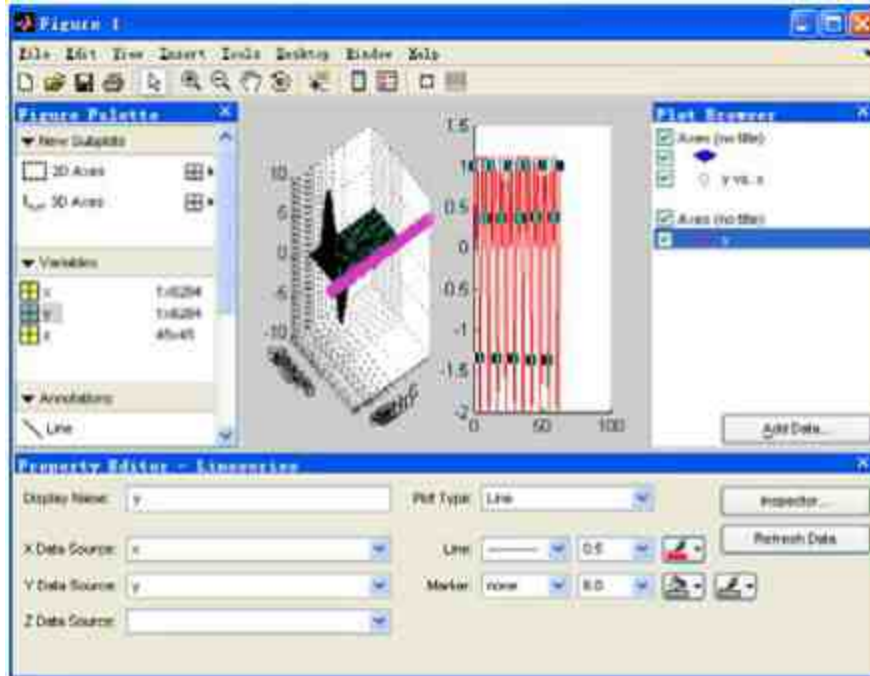 Figure 1
File Edit View Insert Tools Desktop Window Help
Figure Palette
New Subplots
2D Axes
3D Axes
Variables
x 1x6284
y 1x6284
z 45x45
Annotations
Line
10
5
0
-5
-10
1.5
1
0.5
0
-0.5
-1
-1.5
-2
0 50 100
Plot Browser
Axes (no title)
y vs. x
Axes (no title)
y
Add Data...
Property Editor - Lineseries
Display Name: y
Plot Type: Line
Inspector...
X Data Source: x
Line: 0.5
Refresh Data
Y Data Source: y
Marker: none 6.0
Z Data Source: